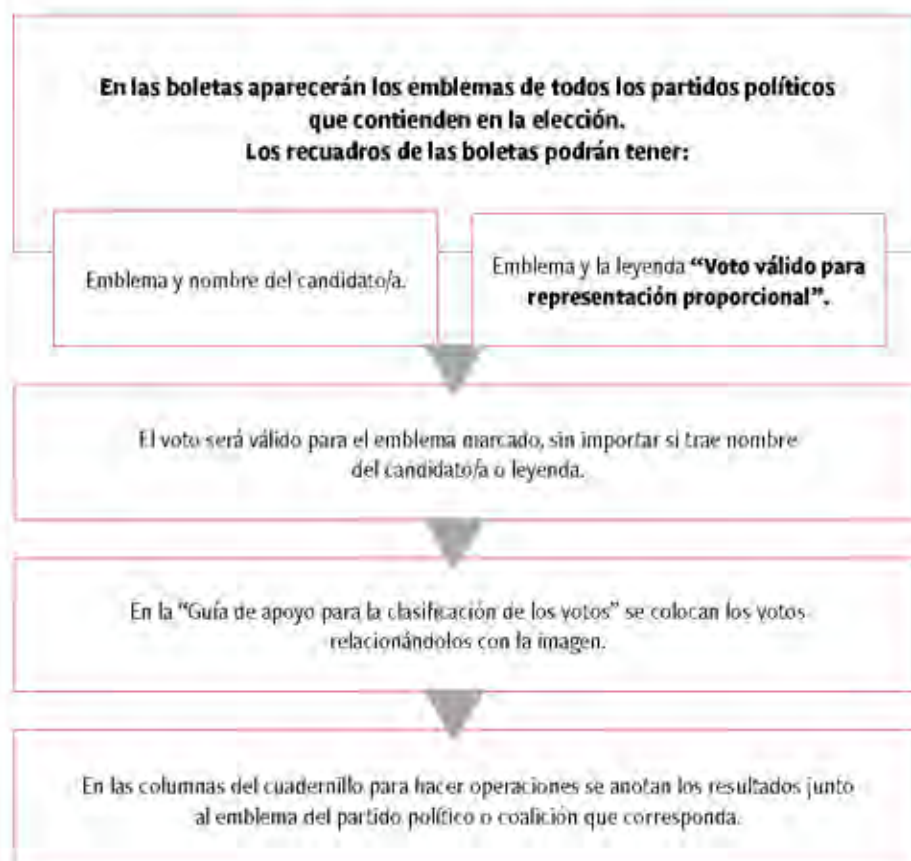 En las boletas aparecerán los emblemas de todos los partidos políticos
que contienden en la elección.
Los recuadros de las boletas podrán tener:
Emblema y nombre del candidato/a.
Emblema y la leyenda “Voto válido para
representación proporcional”.
El voto será válido para el emblema marcado, sin importar si trae nombre
del candidato/a o leyenda.
En la “Guía de apoyo para la clasificación de los votos” se colocan los votos
relacionándolos con la imagen.
En las columnas del cuadernillo para hacer operaciones se anotan los resultados junto
al emblema del partido político o coalición que corresponda.